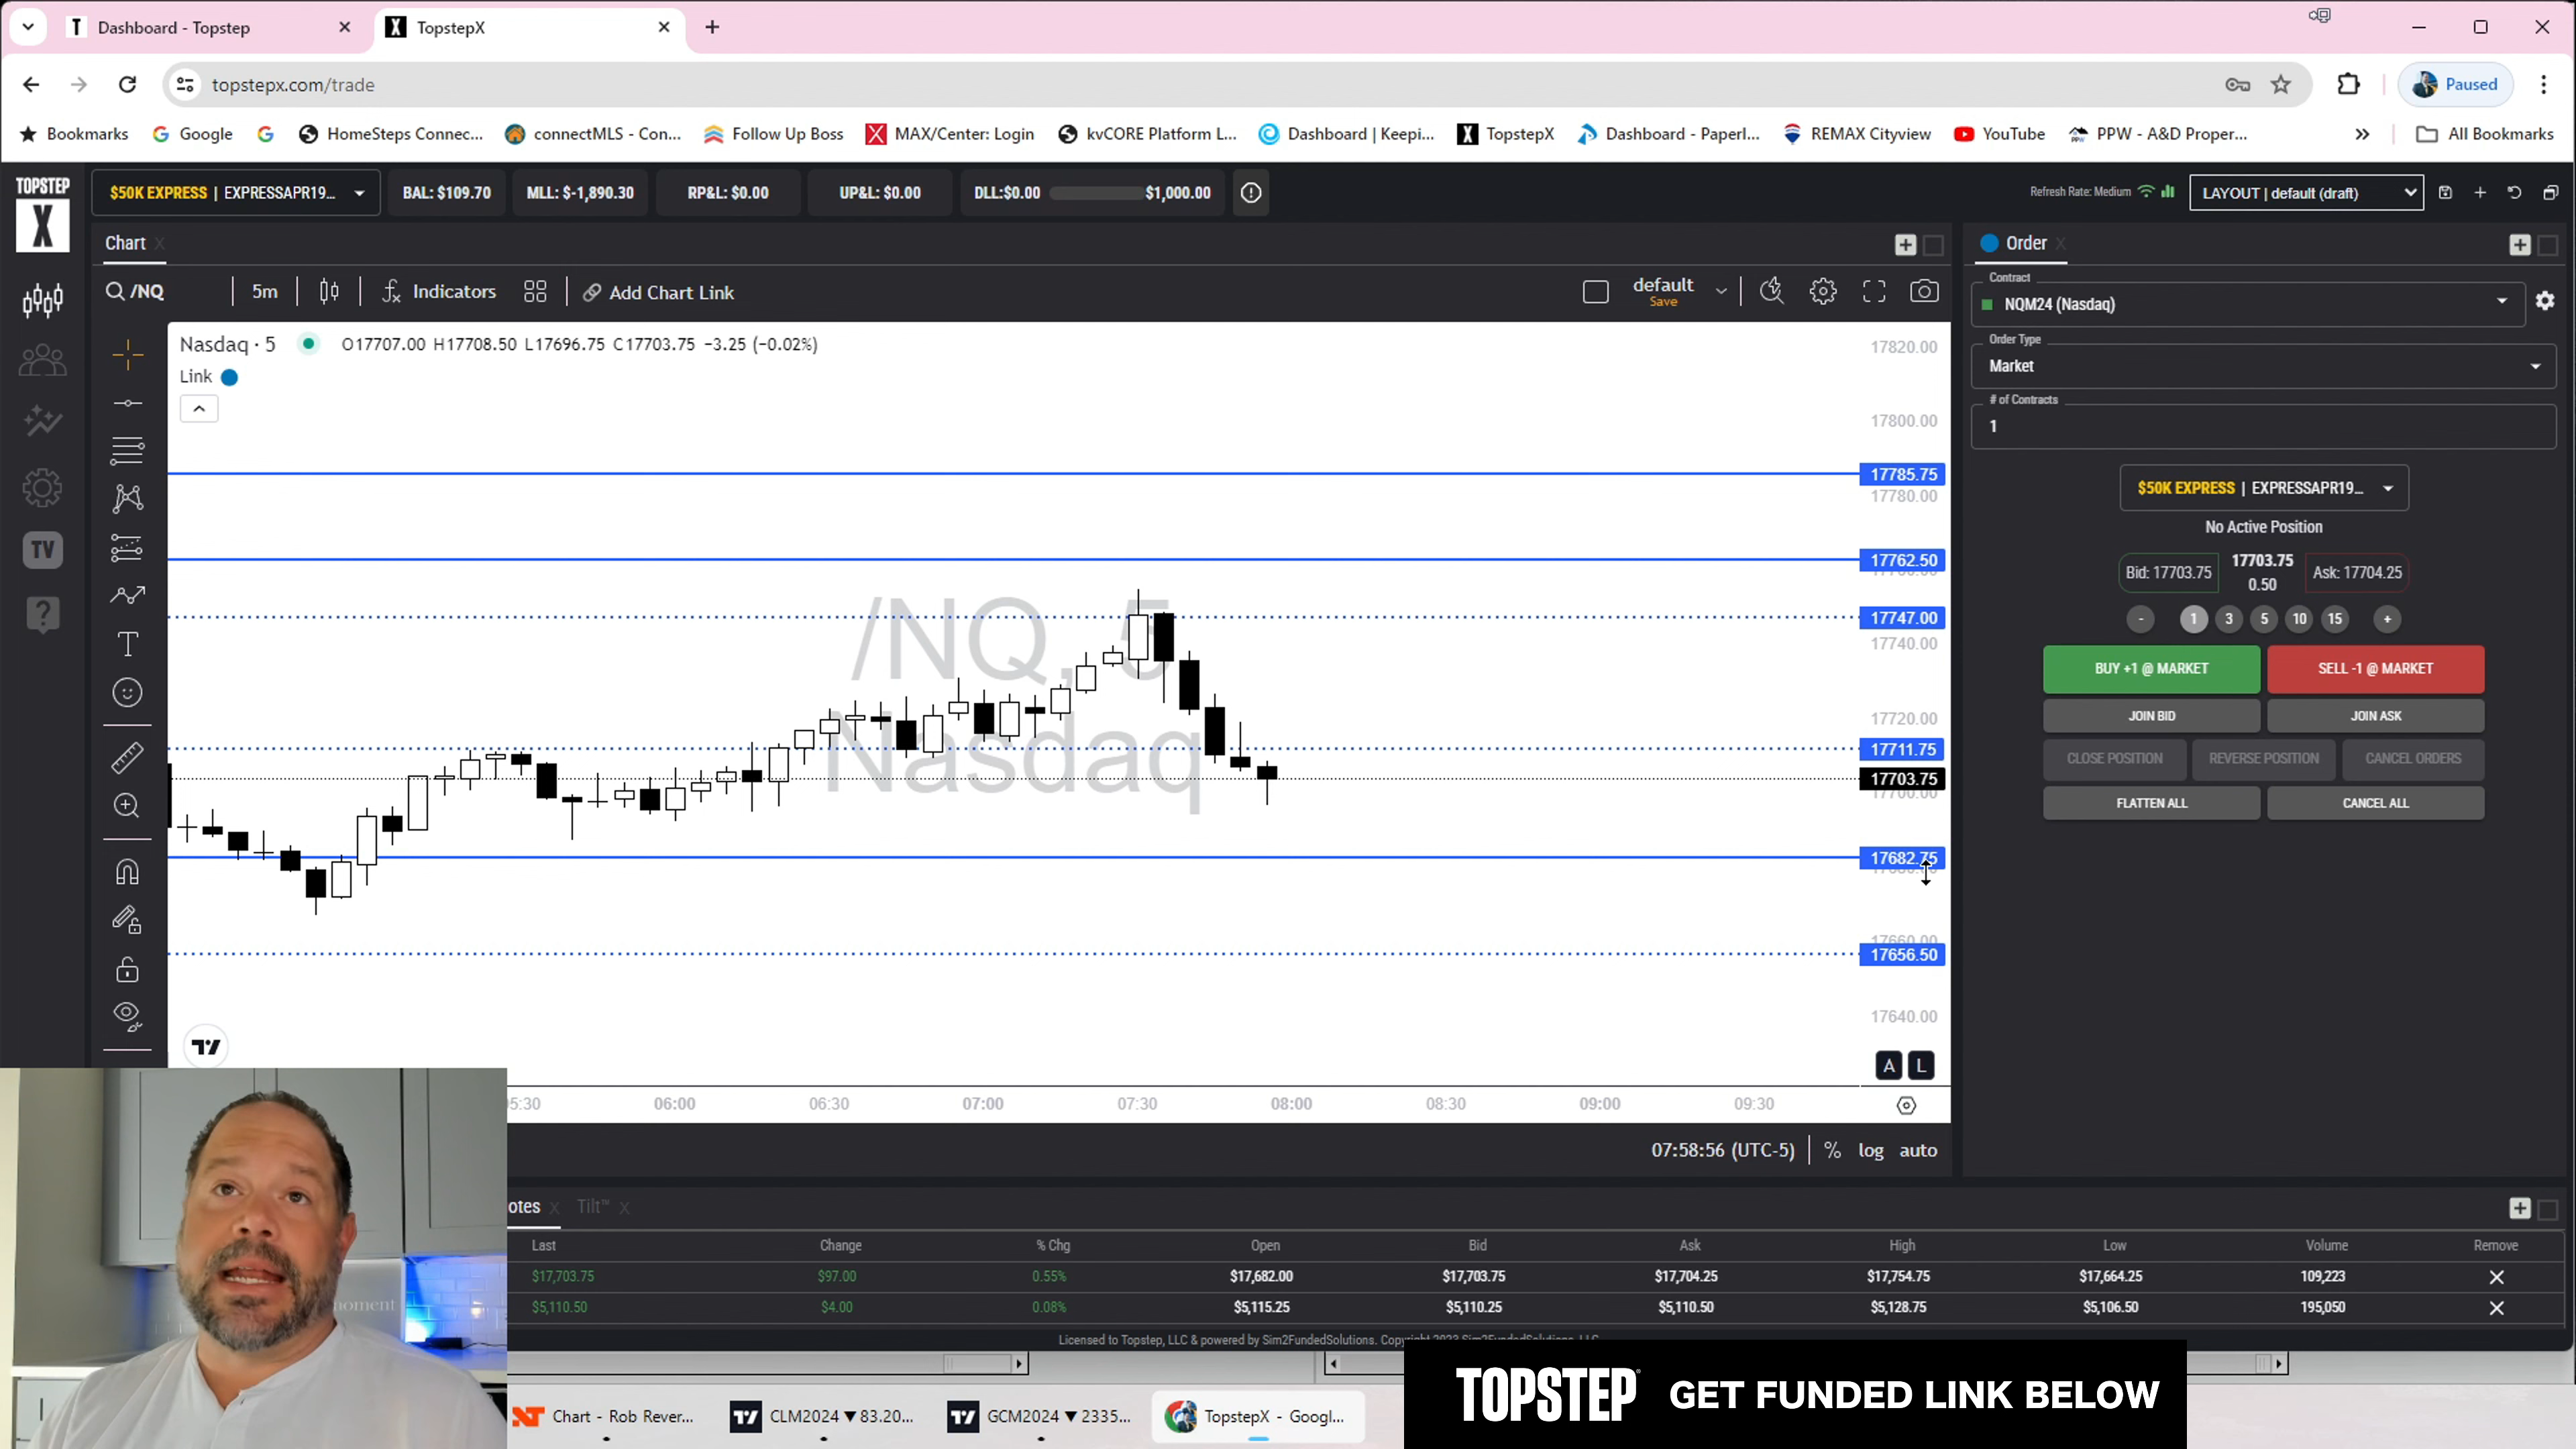 Dashboard - Topstep
TopstepX
topstepx.com/trade
Paused
Bookmarks
Google
HomeSteps Connec...
connectMLS - Con...
Follow Up Boss
MAX/Center: Login
kvCORE Platform L...
Dashboard | Keepi...
TopstepX
Dashboard - Paperl...
REMAX Cityview
YouTube
PPW - A&D Proper...
All Bookmarks
TOPSTEP
X
$50K EXPRESS | EXPRESSAPR19...
BAL: $109.70
MLL: $-1,890.30
RP&L: $0.00
UP&L: $0.00
DLL:$0.00
$1,000.00
Refresh Rate: Medium
LAYOUT | default (draft)
Chart
/NQ
5m
Indicators
Add Chart Link
default
Save
Nasdaq · 5
O17707.00 H17708.50 L17696.75 C17703.75 −3.25 (−0.02%)
Link
/NQ, 5
Nasdaq
17820.00
17800.00
17785.75
17780.00
17762.50
17747.00
17740.00
17720.00
17711.75
17703.75
17700.00
17682.75
17660.00
17656.50
17640.00
A L
TV
05:30 06:00 06:30 07:00 07:30 08:00 08:30 09:00 09:30
07:58:56 (UTC-5)
% log auto
Order
Contract
NQM24 (Nasdaq)
Order Type
Market
# of Contracts
1
$50K EXPRESS | EXPRESSAPR19...
No Active Position
Bid: 17703.75
17703.75
0.50
Ask: 17704.25
- 1 3 5 10 15 +
BUY +1 @ MARKET
SELL -1 @ MARKET
JOIN BID
JOIN ASK
CLOSE POSITION
REVERSE POSITION
CANCEL ORDERS
FLATTEN ALL
CANCEL ALL
otes
Tilt™
Last Change % Chg Open Bid Ask High Low Volume Remove
$17,703.75 $97.00 0.55% $17,682.00 $17,703.75 $17,704.25 $17,754.75 $17,664.25 109,223
$5,110.50 $4.00 0.08% $5,115.25 $5,110.25 $5,110.50 $5,128.75 $5,106.50 195,050
Licensed to Topstep, LLC & powered by Sim2FundedSolutions. Copyright 2023 Sim2FundedSolutions, LLC
moment
Chart - Rob Rever...
CLM2024 ▼ 83.20...
GCM2024 ▼ 2335...
TopstepX - Googl...
TOPSTEP GET FUNDED LINK BELOW